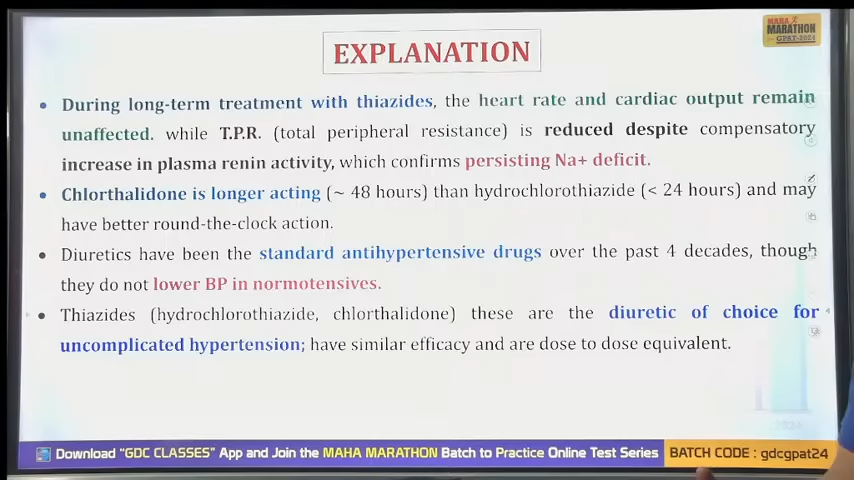 MAHA
MARATHON
GPAT-2024
EXPLANATION
• During long-term treatment with thiazides, the heart rate and cardiac output remain
unaffected. while T.P.R. (total peripheral resistance) is reduced despite compensatory
increase in plasma renin activity, which confirms persisting Na+ deficit.
• Chlorthalidone is longer acting (~ 48 hours) than hydrochlorothiazide (< 24 hours) and may
have better round-the-clock action.
• Diuretics have been the standard antihypertensive drugs over the past 4 decades, though
they do not lower BP in normotensives.
• Thiazides (hydrochlorothiazide, chlorthalidone) these are the diuretic of choice for
uncomplicated hypertension; have similar efficacy and are dose to dose equivalent.
Download "GDC CLASSES" App and Join the MAHA MARATHON Batch to Practice Online Test Series
BATCH CODE : gdcgpat24